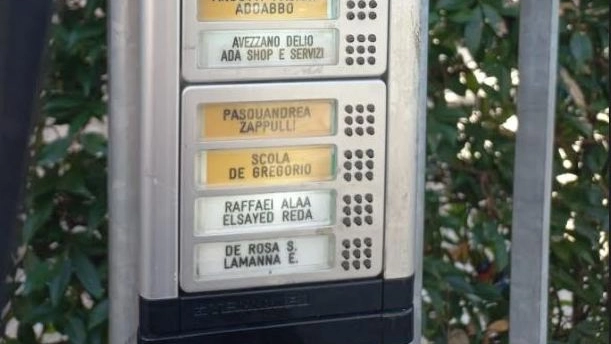 ADDABBO
AVEZZANO DELIO
ADA SHOP E SERVIZI
PASQUANDREA
ZAPPULLI
SCOLA
DE GREGORIO
RAFFAEI ALAA
ELSAYED REDA
DE ROSA S.
LAMANNA E.